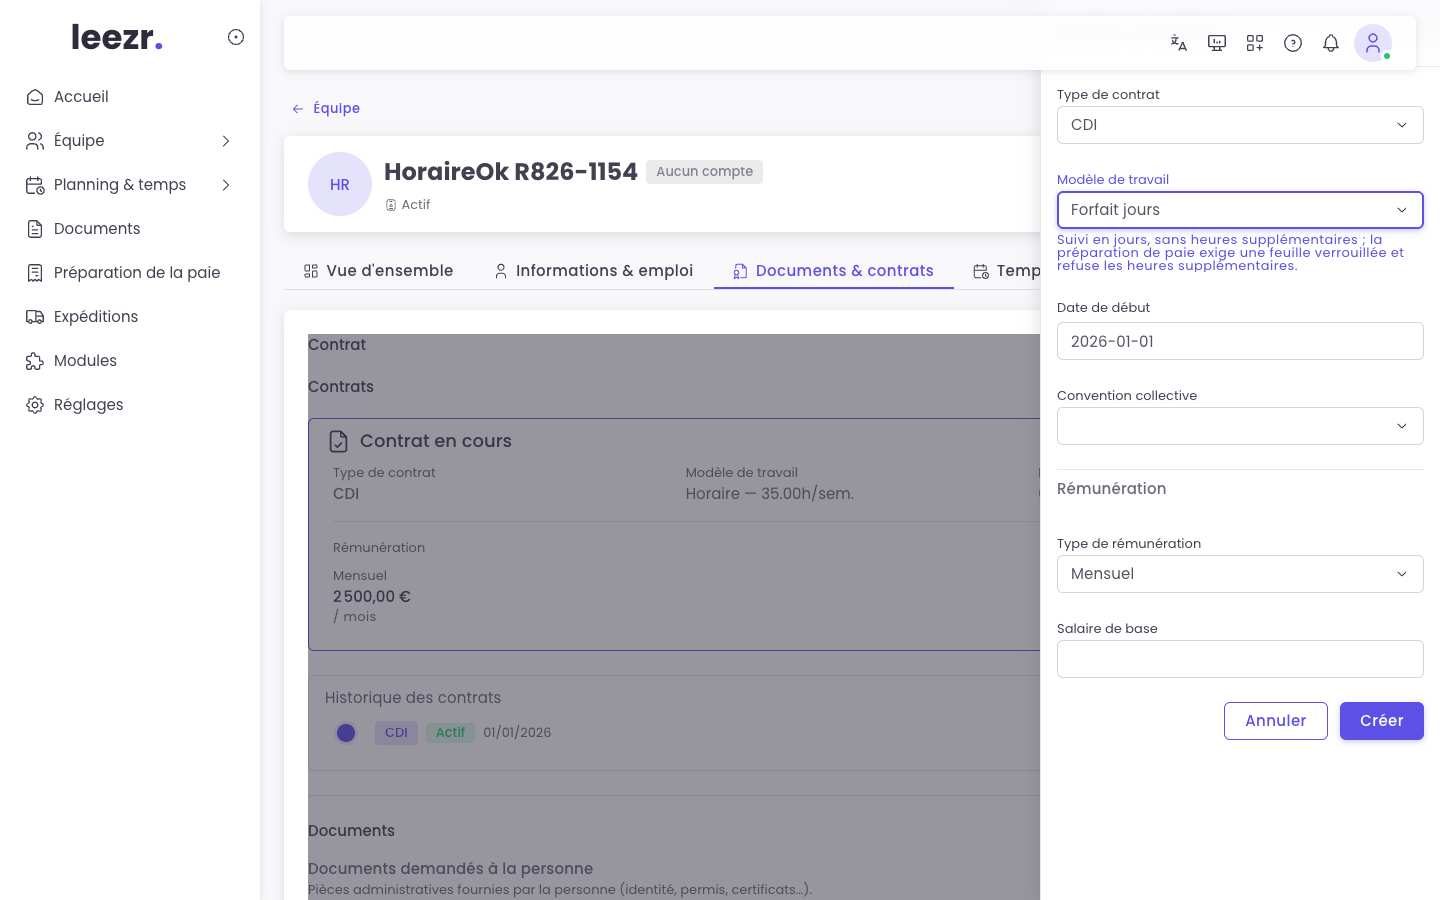 leezr.
Accueil
Équipe
Planning & temps
Documents
Préparation de la paie
Expéditions
Modules
Réglages
Équipe
HR
HoraireOk R826-1154
Aucun compte
Actif
Vue d'ensemble
Informations & emploi
Documents & contrats
Temp
Contrat
Contrats
Contrat en cours
Type de contrat
CDI
Modèle de travail
Horaire — 35.00h/sem.
Rémunération
Mensuel
2 500,00 €
/ mois
Historique des contrats
CDI
Actif
01/01/2026
Documents
Documents demandés à la personne
Pièces administratives fournies par la personne (identité, permis, certificats…).
Type de contrat
CDI
Modèle de travail
Forfait jours
Suivi en jours, sans heures supplémentaires ; la
préparation de paie exige une feuille verrouillée et
refuse les heures supplémentaires.
Date de début
2026-01-01
Convention collective
Rémunération
Type de rémunération
Mensuel
Salaire de base
Annuler
Créer